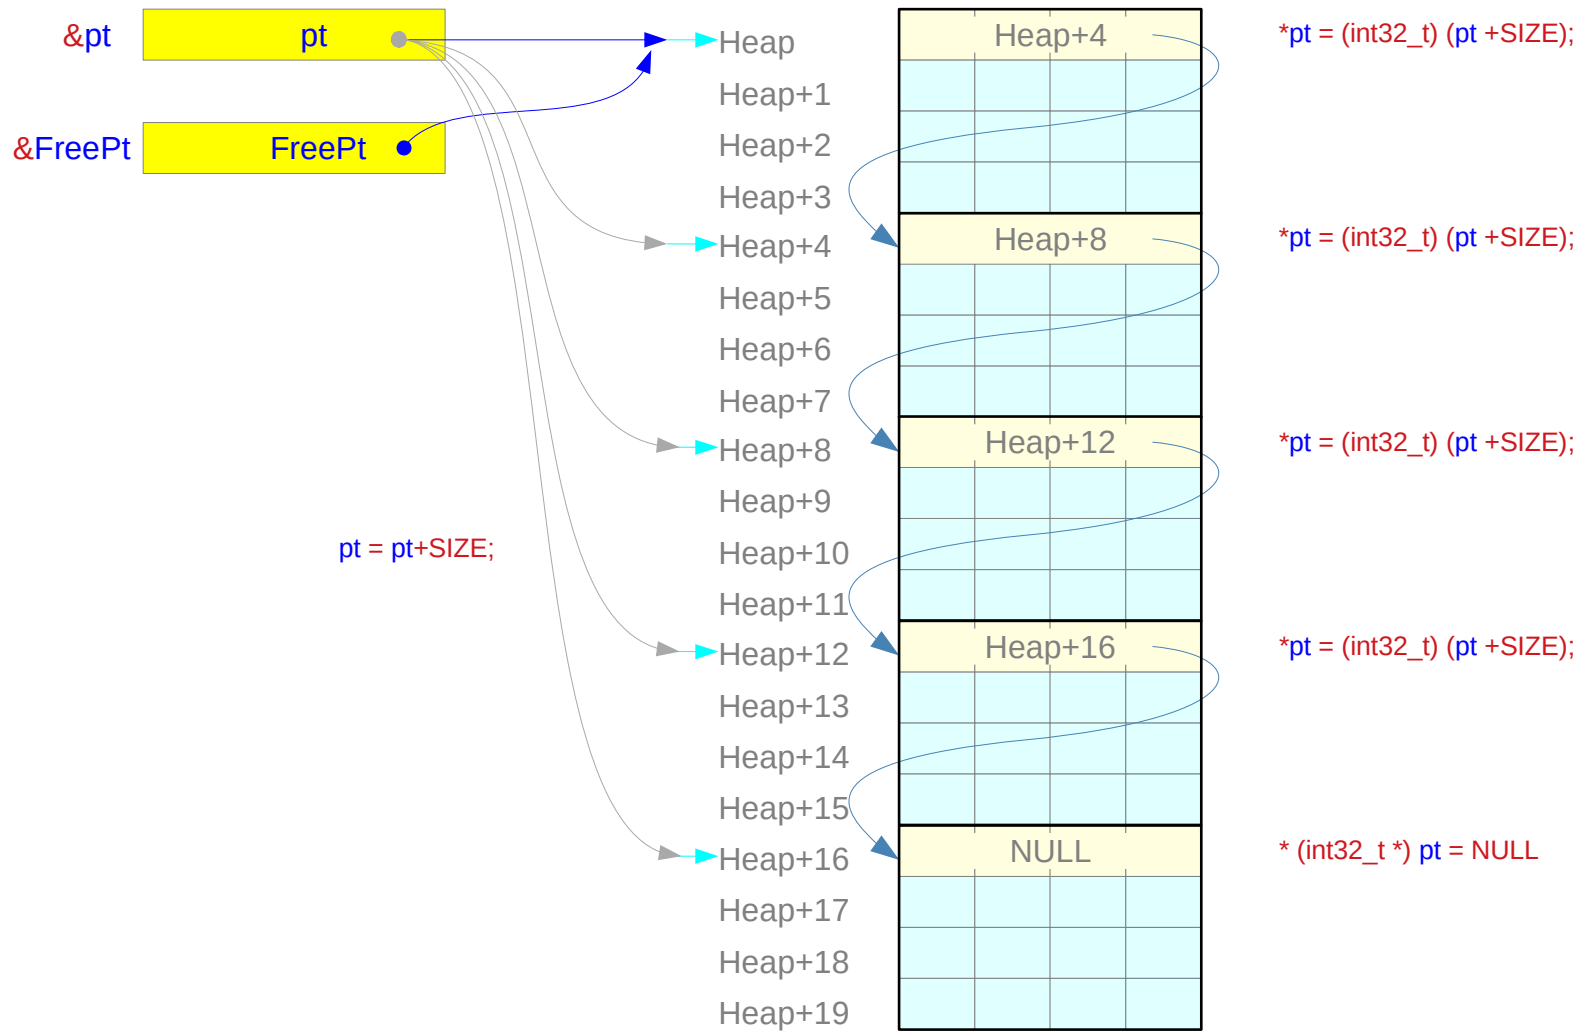 &pt pt Heap Heap+4 *pt = (int32_t) (pt +SIZE);
Heap+1
&FreePt FreePt Heap+2
Heap+3
Heap+4 Heap+8 *pt = (int32_t) (pt +SIZE);
Heap+5
Heap+6
Heap+7
Heap+8 Heap+12 *pt = (int32_t) (pt +SIZE);
Heap+9
pt = pt+SIZE; Heap+10
Heap+11
Heap+12 Heap+16 *pt = (int32_t) (pt +SIZE);
Heap+13
Heap+14
Heap+15
Heap+16 NULL * (int32_t *) pt = NULL
Heap+17
Heap+18
Heap+19